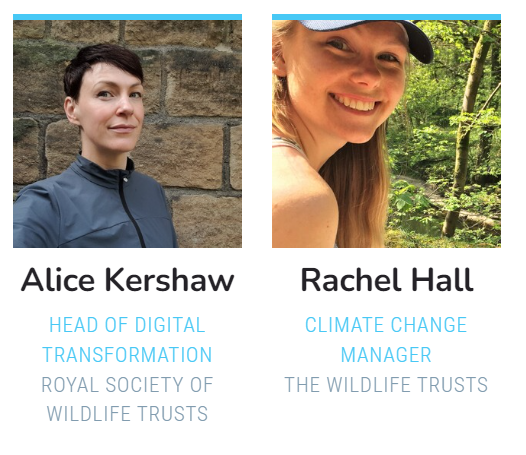 Alice Kershaw
HEAD OF DIGITAL
TRANSFORMATION
ROYAL SOCIETY OF
WILDLIFE TRUSTS
Rachel Hall
CLIMATE CHANGE
MANAGER
THE WILDLIFE TRUSTS